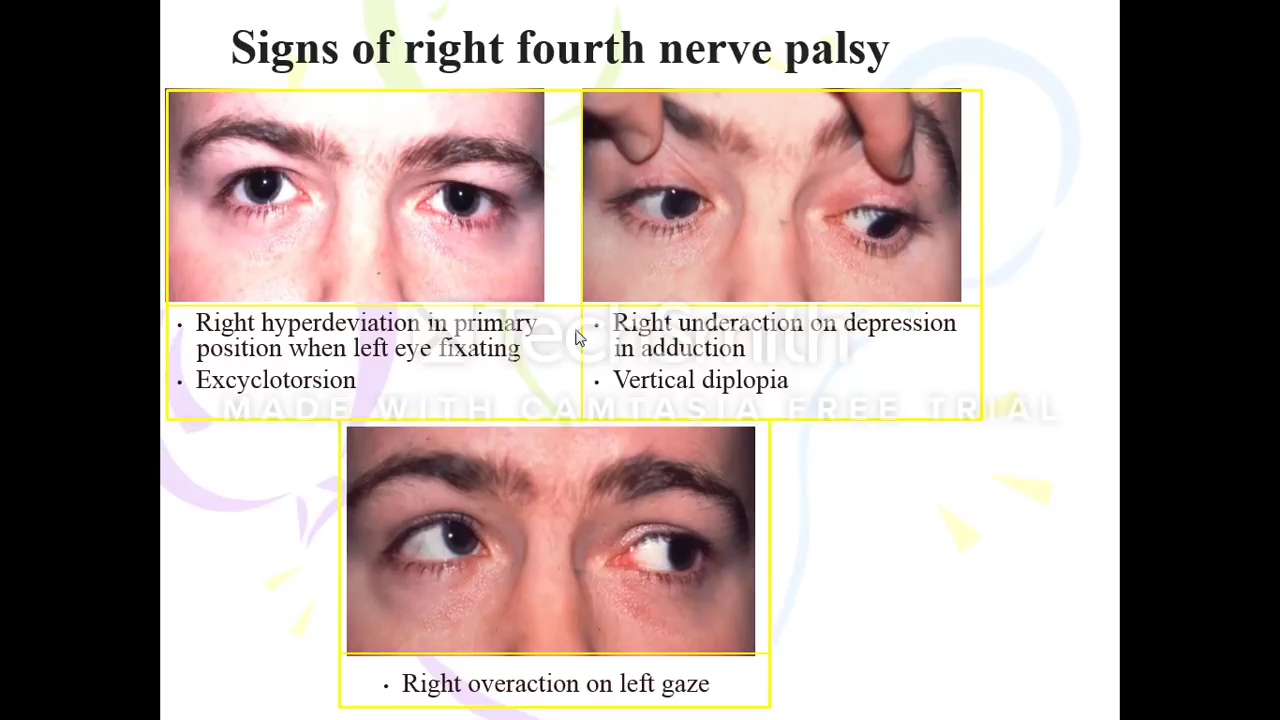 Signs of right fourth nerve palsy
• Right hyperdeviation in primary
position when left eye fixating
• Excyclotorsion
• Right underaction on depression
in adduction
• Vertical diplopia
TechSmith
MADE WITH CAMTASIA FREE TRIAL
• Right overaction on left gaze